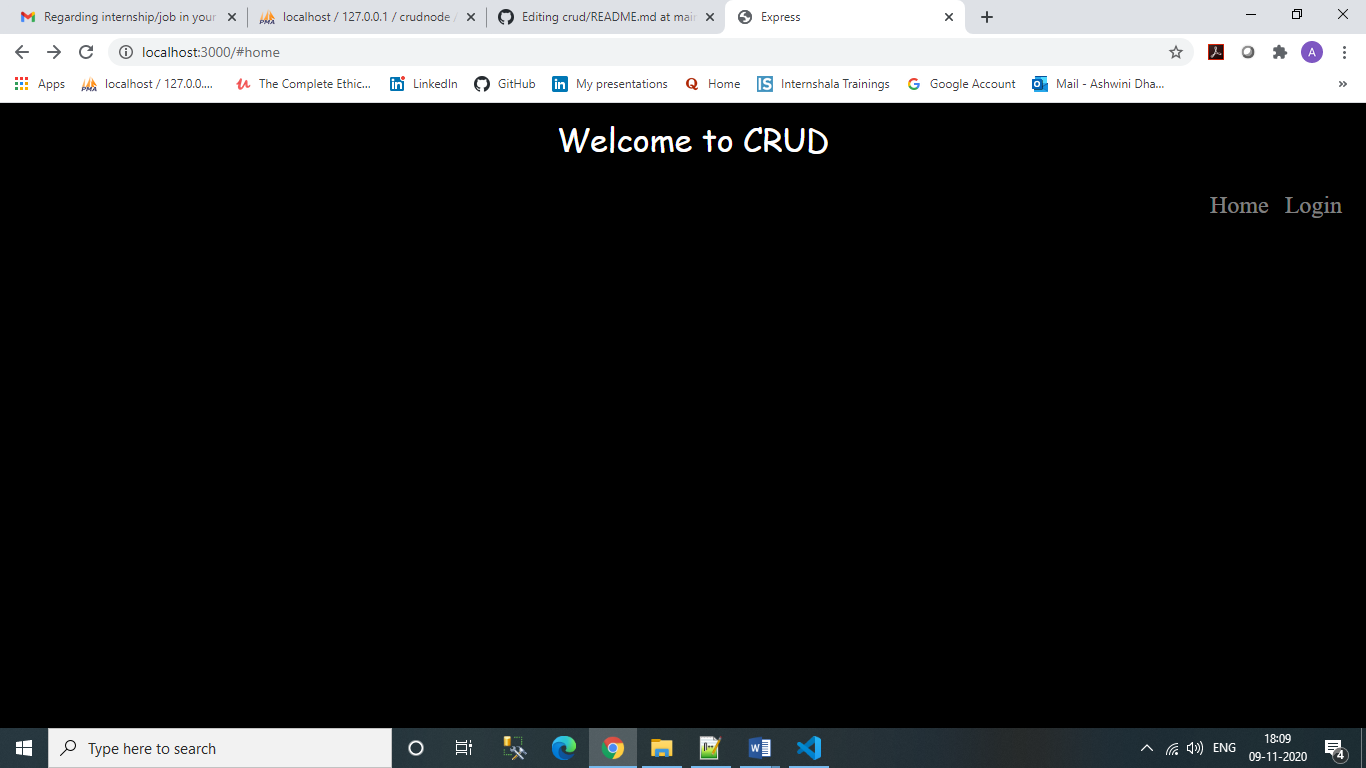 Regarding internship/job in your
localhost / 127.0.0.1 / crudnode
Editing crud/README.md at main
Express
localhost:3000/#home
A
Apps
localhost / 127.0.0....
The Complete Ethic...
LinkedIn
GitHub
My presentations
Home
Internshala Trainings
Google Account
Mail - Ashwini Dha...
»
Welcome to CRUD
Home Login
Type here to search
ENG
18:09
09-11-2020
4